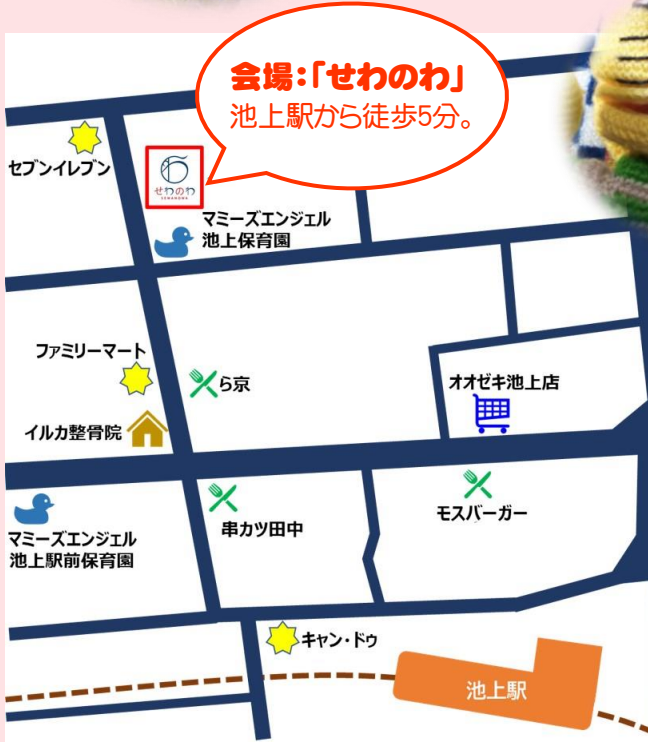 会場:「せわのわ」
池上駅から徒歩5分。
セブンイレブン
せわのわ
SEWANOWA
マミーズエンジェル
池上保育園
ファミリーマート
ら京
オオゼキ池上店
イルカ整骨院
マミーズエンジェル
池上駅前保育園
串カツ田中
モスバーガー
キャン・ドゥ
池上駅